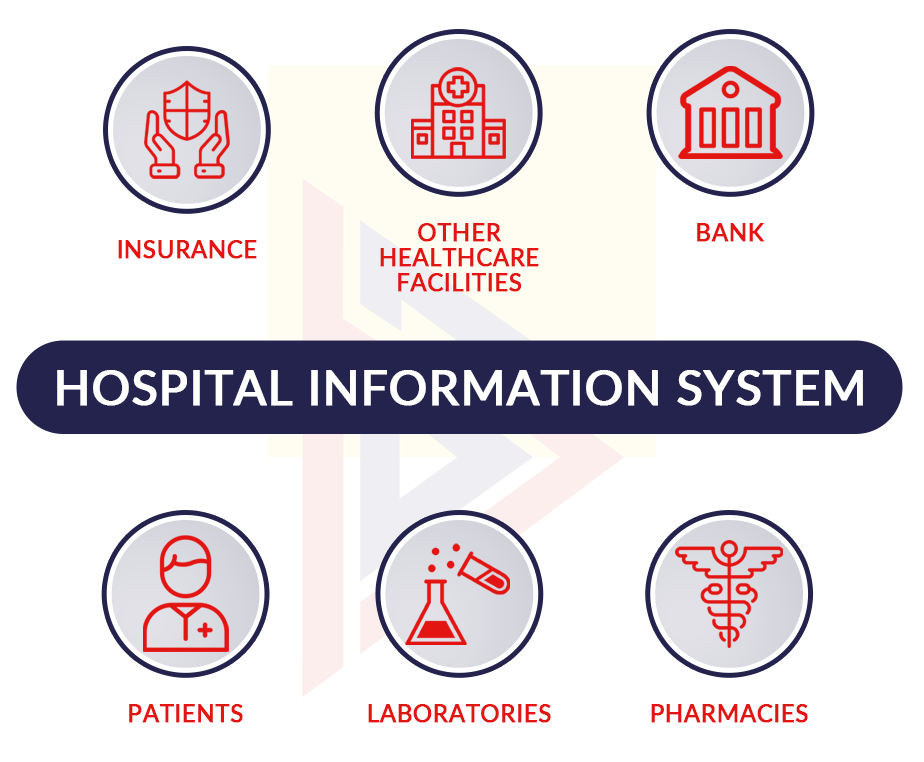 INSURANCE
OTHER
HEALTHCARE
FACILITIES
BANK
HOSPITAL INFORMATION SYSTEM
PATIENTS
LABORATORIES
PHARMACIES